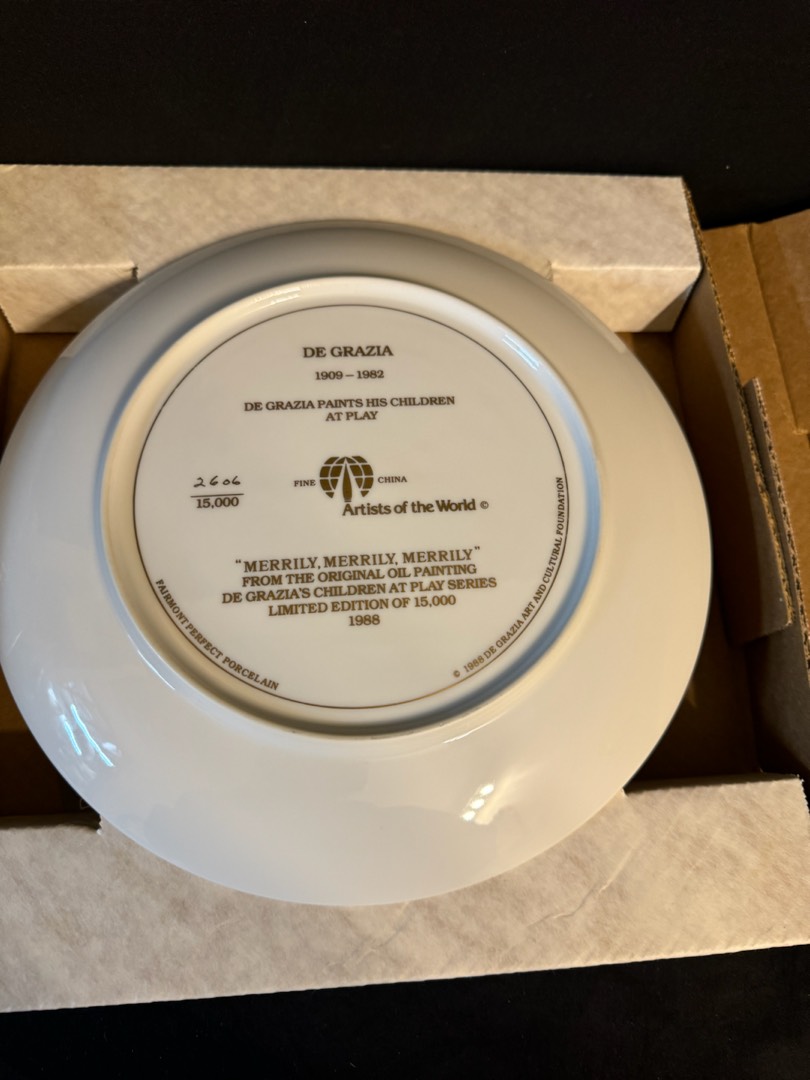 DE GRAZIA
1909 – 1982
DE GRAZIA PAINTS HIS CHILDREN
AT PLAY
2606
15,000
FINE CHINA
Artists of the World ©
"MERRILY, MERRILY, MERRILY"
FROM THE ORIGINAL OIL PAINTING
DE GRAZIA'S CHILDREN AT PLAY SERIES
LIMITED EDITION OF 15,000
1988
FAIRMONT PERFECT PORCELAIN
© 1988 DE GRAZIA ART AND CULTURAL FOUNDATION